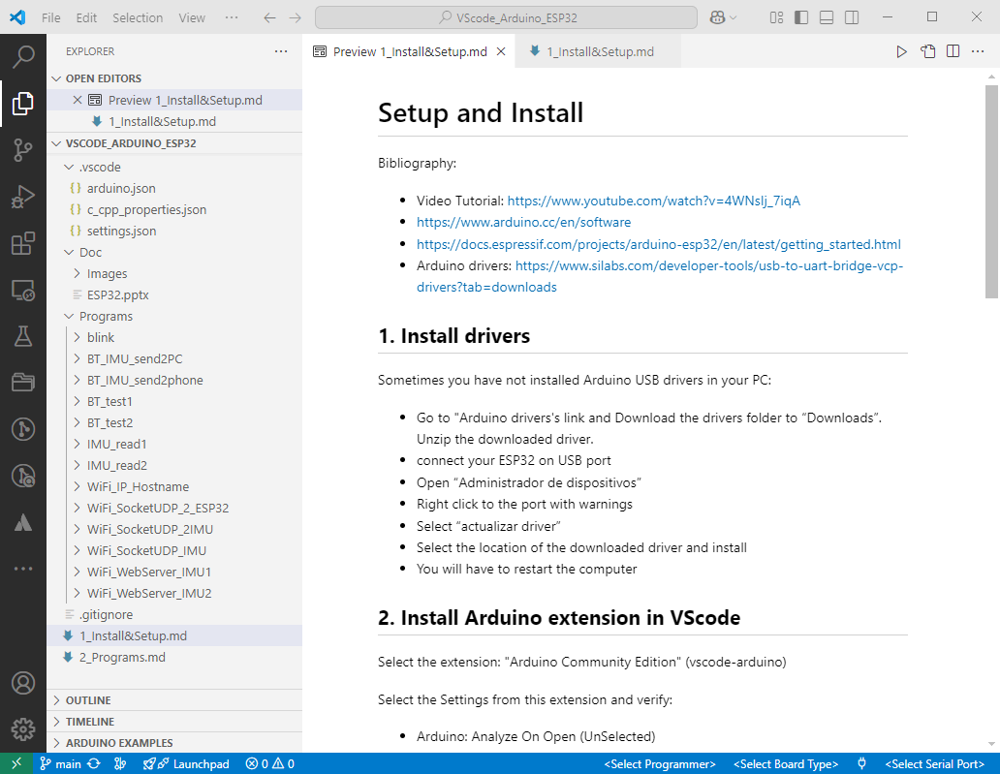 File Edit Selection View ··· VScode_Arduino_ESP32
EXPLORER ···
OPEN EDITORS
Preview 1_Install&Setup.md
1_Install&Setup.md
VSCODE_ARDUINO_ESP32
.vscode
{} arduino.json
{} c_cpp_properties.json
{} settings.json
Doc
Images
ESP32.pptx
Programs
blink
BT_IMU_send2PC
BT_IMU_send2phone
BT_test1
BT_test2
IMU_read1
IMU_read2
WiFi_IP_Hostname
WiFi_SocketUDP_2_ESP32
WiFi_SocketUDP_2IMU
WiFi_SocketUDP_IMU
WiFi_WebServer_IMU1
WiFi_WebServer_IMU2
.gitignore
1_Install&Setup.md
2_Programs.md
OUTLINE
TIMELINE
ARDUINO EXAMPLES
Preview 1_Install&Setup.md 1_Install&Setup.md
Setup and Install
Bibliography:
• Video Tutorial: https://www.youtube.com/watch?v=4WNsIj_7iqA
• https://www.arduino.cc/en/software
• https://docs.espressif.com/projects/arduino-esp32/en/latest/getting_started.html
• Arduino drivers: https://www.silabs.com/developer-tools/usb-to-uart-bridge-vcp-
drivers?tab=downloads
1. Install drivers
Sometimes you have not installed Arduino USB drivers in your PC:
• Go to "Arduino drivers's link and Download the drivers folder to “Downloads”.
Unzip the downloaded driver.
• connect your ESP32 on USB port
• Open “Administrador de dispositivos”
• Right click to the port with warnings
• Select “actualizar driver”
• Select the location of the downloaded driver and install
• You will have to restart the computer
2. Install Arduino extension in VScode
Select the extension: "Arduino Community Edition" (vscode-arduino)
Select the Settings from this extension and verify:
• Arduino: Analyze On Open (UnSelected)
main Launchpad 0 0 <Select Programmer> <Select Board Type> <Select Serial Port>